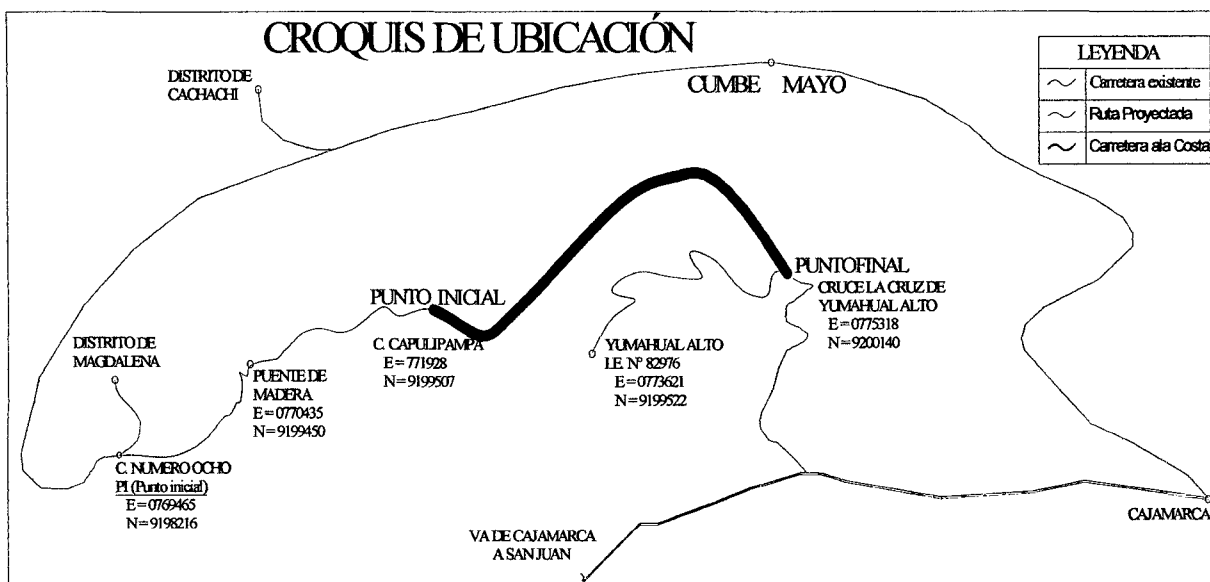 CROQUIS DE UBICACIÓN
LEYENDA
Carretera existente
Ruta Proyectada
Carretera ala Costa
DISTRITO DE
CACHACHI
CUMBE MAYO
PUNTO INICIAL
C. CAPULIPAMPA
E=771928
N=9199507
PUNTOFINAL
CRUCE LA CRUZ DE
YUMAHUAL ALTO
E=0775318
N=9200140
YUMAHUAL ALTO
I.E. Nº 82976
E=0773621
N=9199522
DISTRITO DE
MAGDALENA
PUENTE DE
MADERA
E=0770435
N=9199450
C. NUMERO OCHO
PI (Punto inicial)
E=0769465
N=9198216
VA DE CAJAMARCA
A SAN JUAN
CAJAMARCA